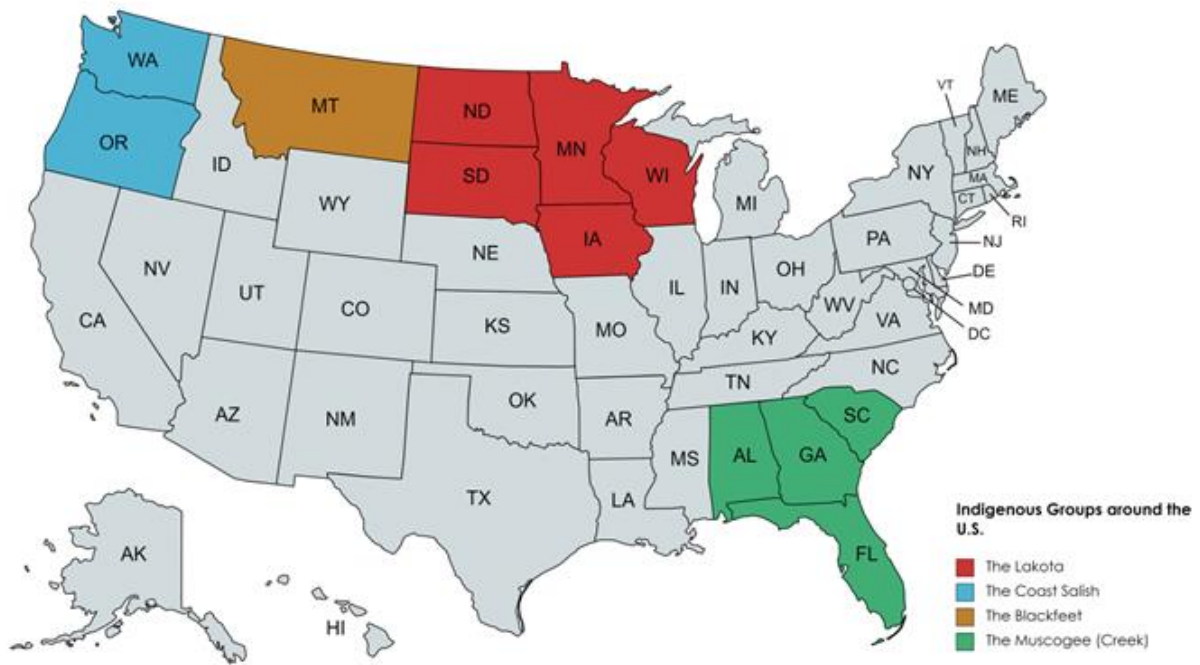 WA
MT
ND
MN
OR
ID
SD
WI
WY
IA
NE
MI
NY
VT
NH
ME
MA
CT
RI
PA
NJ
DE
MD
DC
NV
UT
CO
CA
KS
MO
IL
IN
OH
WV
VA
KY
NC
TN
AZ
NM
OK
AR
SC
MS
AL
GA
TX
LA
FL
AK
HI
Indigenous Groups around the
U.S.
The Lakota
The Coast Salish
The Blackfeet
The Muscogee (Creek)